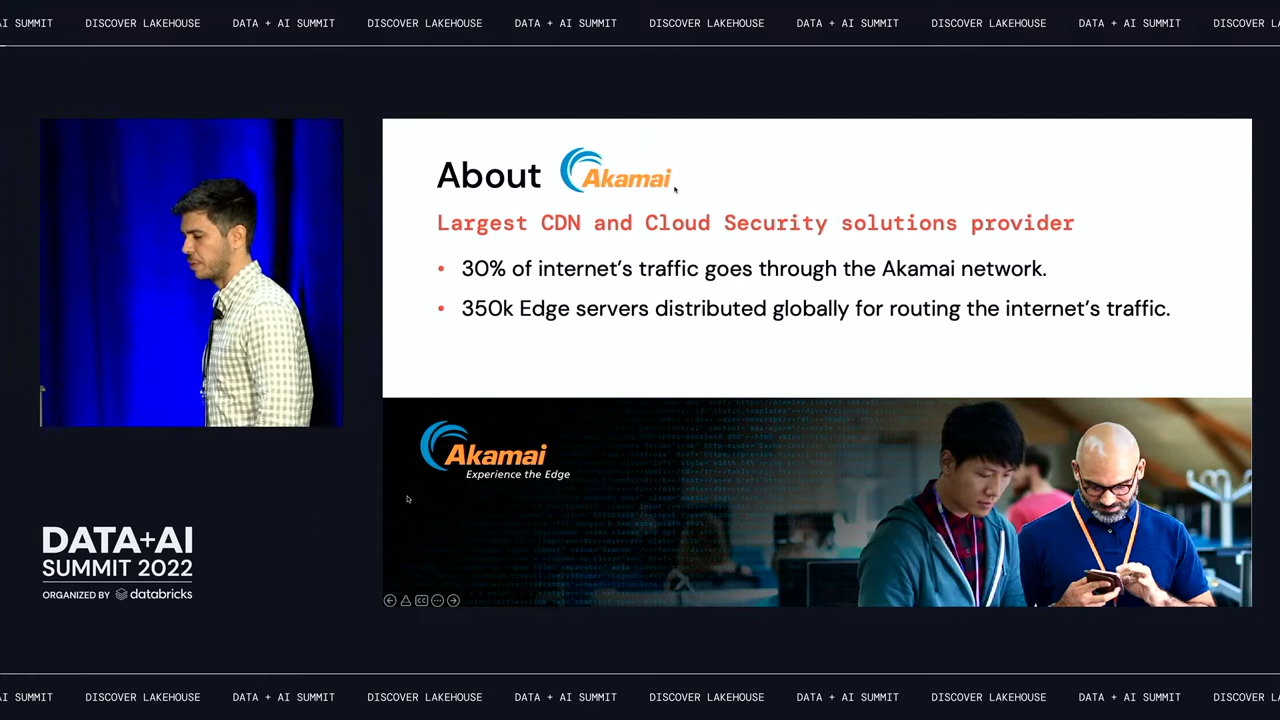 AI SUMMIT DISCOVER LAKEHOUSE DATA + AI SUMMIT DISCOVER LAKEHOUSE DATA + AI SUMMIT DISCOVER LAKEHOUSE DATA + AI SUMMIT DISCOVER LAKEHOUSE DATA + AI SUMMIT DISCOVER
About Akamai
Largest CDN and Cloud Security solutions provider
• 30% of internet's traffic goes through the Akamai network.
• 350k Edge servers distributed globally for routing the internet's traffic.
Akamai
Experience the Edge
DATA+AI
SUMMIT 2022
ORGANIZED BY databricks
AI SUMMIT DISCOVER LAKEHOUSE DATA + AI SUMMIT DISCOVER LAKEHOUSE DATA + AI SUMMIT DISCOVER LAKEHOUSE DATA + AI SUMMIT DISCOVER LAKEHOUSE DATA + AI SUMMIT DISCOVER